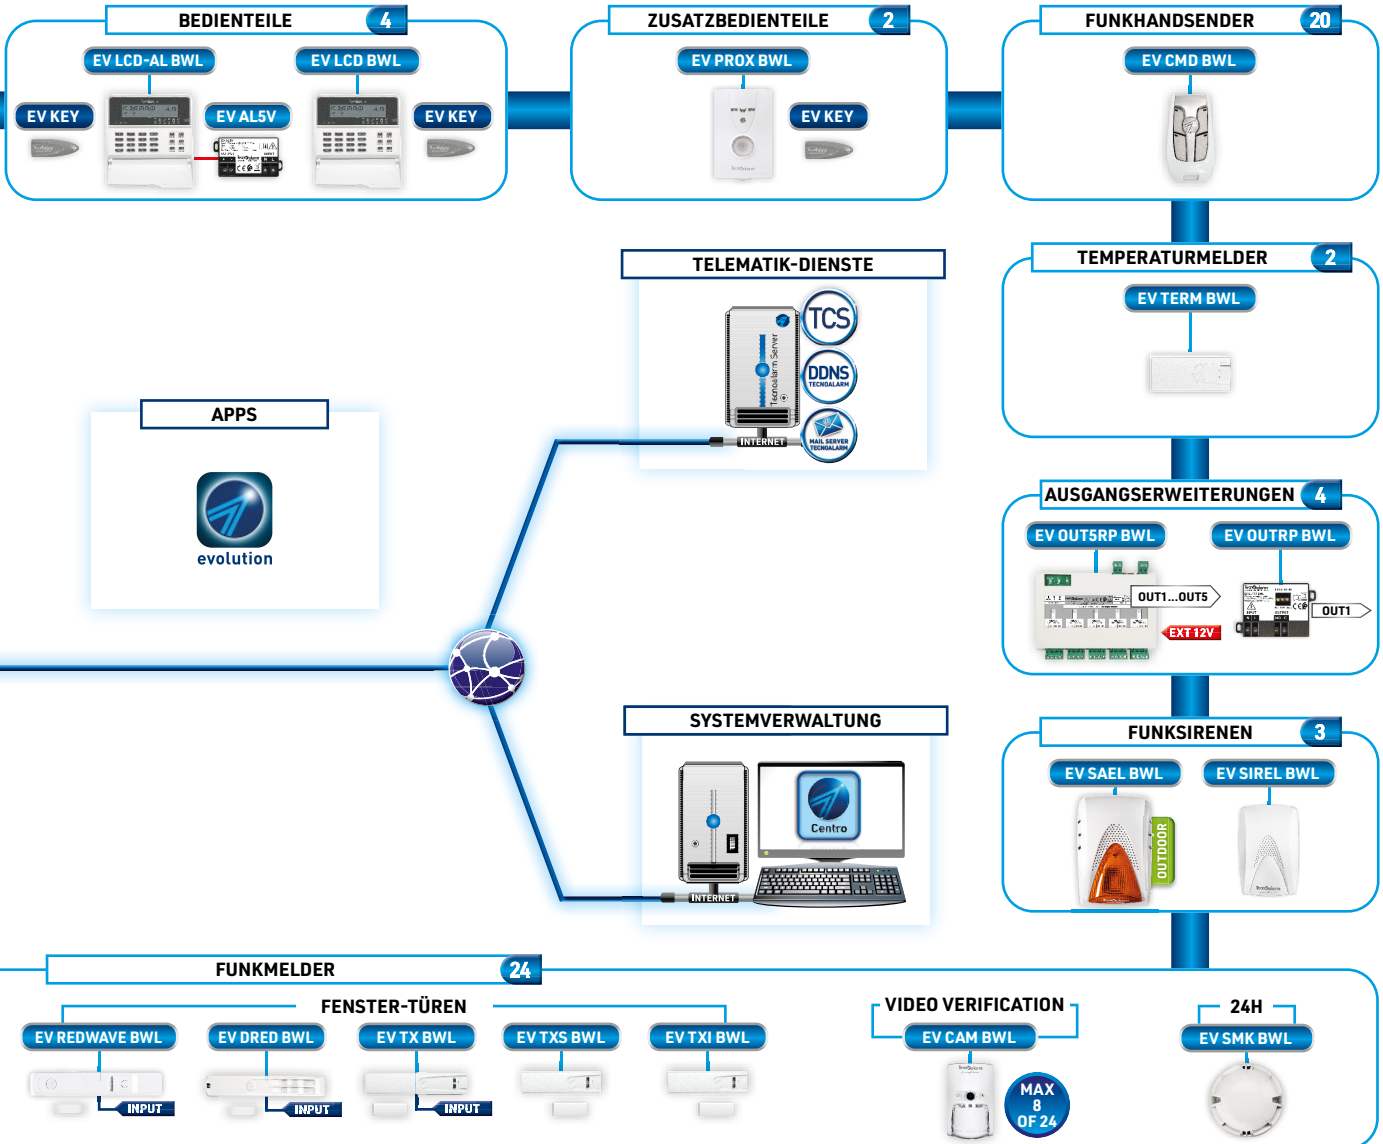 BEDIENTEILE 4
EV LCD-AL BWL
EV LCD BWL
EV KEY
EV AL5V
EV KEY
ZUSATZBEDIENTEILE 2
EV PROX BWL
EV KEY
FUNKHANDSENDER 20
EV CMD BWL
TEMPERATURMELDER 2
EV TERM BWL
TELEMATIK-DIENSTE
TCS
DDNS
TECNOALARM
MAIL SERVER
TECNOALARM
Tecnoalarm Server
INTERNET
APPS
evolution
AUSGANGSERWEITERUNGEN 4
EV OUT5RP BWL
EV OUTRP BWL
OUT1...OUT5
EXT 12V
OUT1
SYSTEMVERWALTUNG
Centro
INTERNET
FUNKSIRENEN 3
EV SAEL BWL
EV SIREL BWL
OUTDOOR
FUNKMELDER 24
FENSTER-TÜREN
EV REDWAVE BWL
EV DRED BWL
EV TX BWL
EV TXS BWL
EV TXI BWL
INPUT
INPUT
INPUT
VIDEO VERIFICATION
EV CAM BWL
MAX
8
OF 24
24H
EV SMK BWL